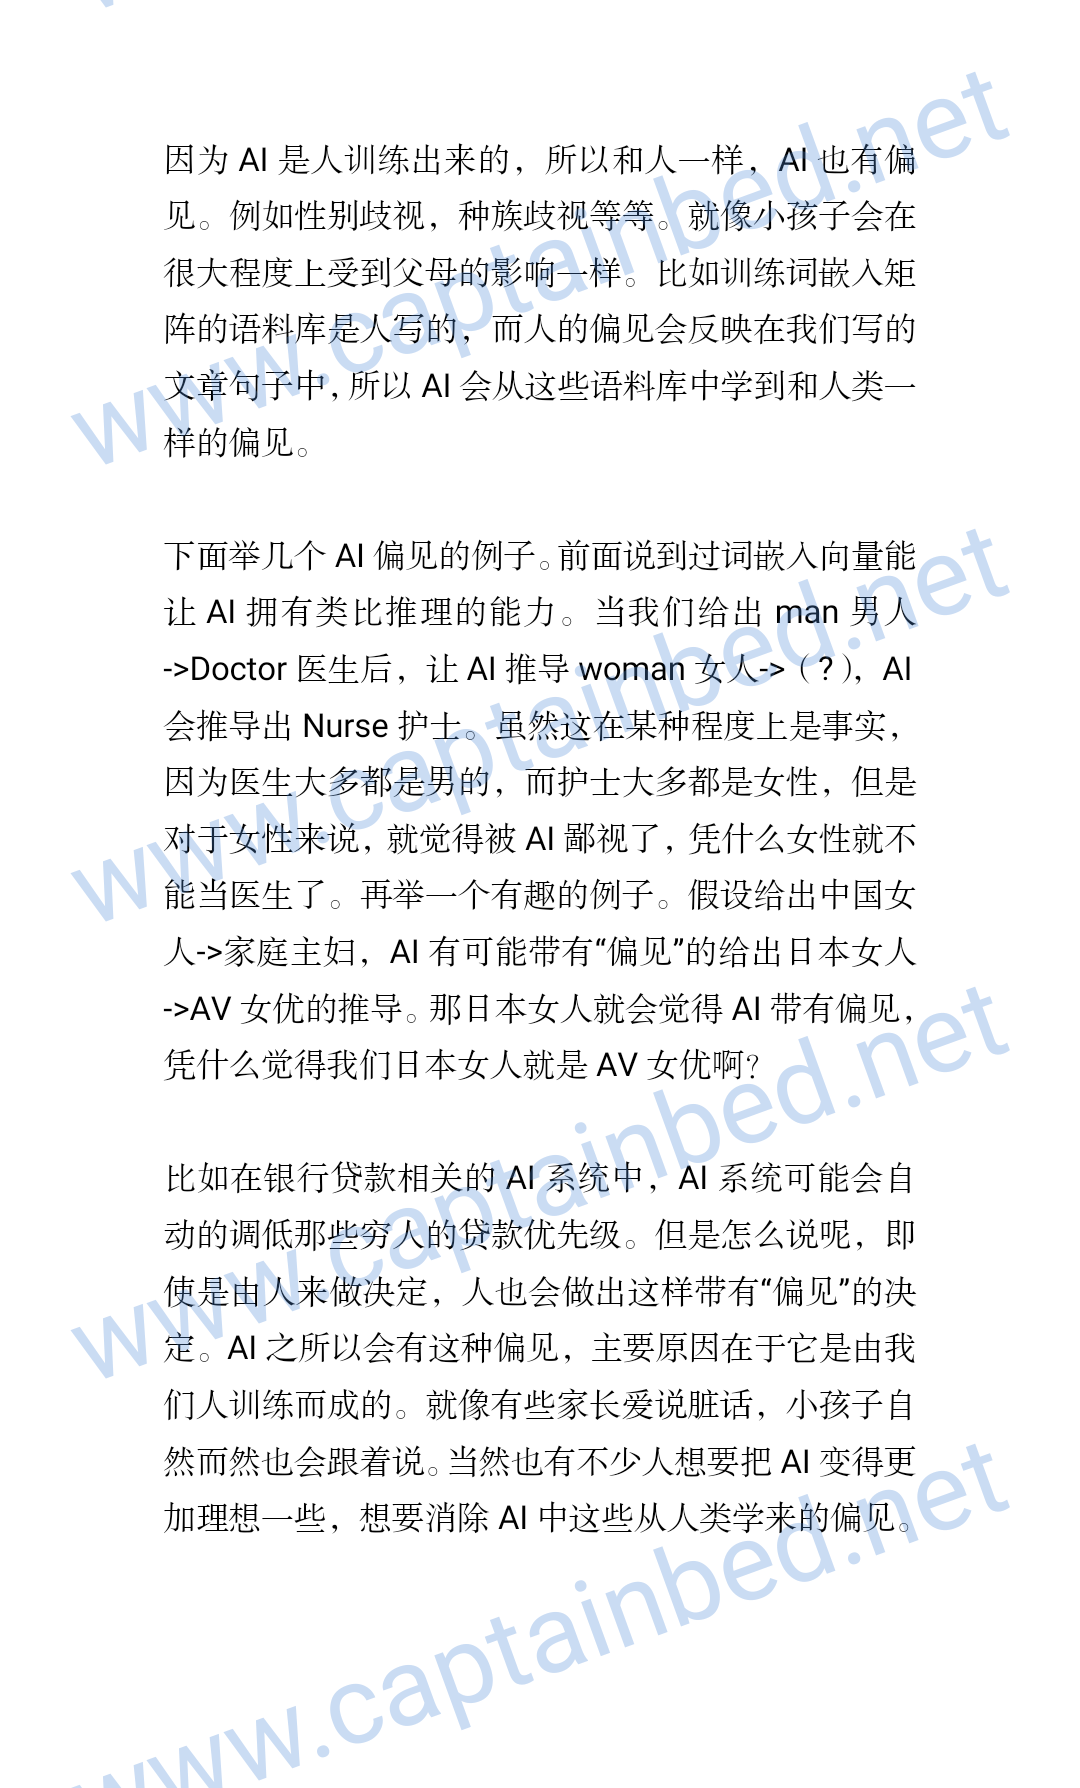 因为 AI 是人训练出来的，所以和人一样，AI 也有偏
见。例如性别歧视，种族歧视等等。就像小孩子会在
很大程度上受到父母的影响一样。比如训练词嵌入矩
阵的语料库是人写的，而人的偏见会反映在我们写的
文章句子中，所以 AI 会从这些语料库中学到和人类一
样的偏见。
下面举几个 AI 偏见的例子。前面说到过词嵌入向量能
让 AI 拥有类比推理的能力。当我们给出 man 男人
->Doctor 医生后，让 AI 推导 woman 女人->（?），AI
会推导出 Nurse 护士。虽然这在某种程度上是事实，
因为医生大多都是男的，而护士大多都是女性，但是
对于女性来说，就觉得被 AI 鄙视了，凭什么女性就不
能当医生了。再举一个有趣的例子。假设给出中国女
人->家庭主妇，AI 有可能带有“偏见”的给出日本女人
->AV 女优的推导。那日本女人就会觉得 AI 带有偏见，
凭什么觉得我们日本女人就是 AV 女优啊？
比如在银行贷款相关的 AI 系统中，AI 系统可能会自
动的调低那些穷人的贷款优先级。但是怎么说呢，即
使是由人来做决定，人也会做出这样带有“偏见”的决
定。AI 之所以会有这种偏见，主要原因在于它是由我
们人训练而成的。就像有些家长爱说脏话，小孩子自
然而然也会跟着说。当然也有不少人想要把 AI 变得更
加理想一些，想要消除 AI 中这些从人类学来的偏见。
www.captainbed.net
www.captainbed.net
www.captainbed.net
www.captainbed.net